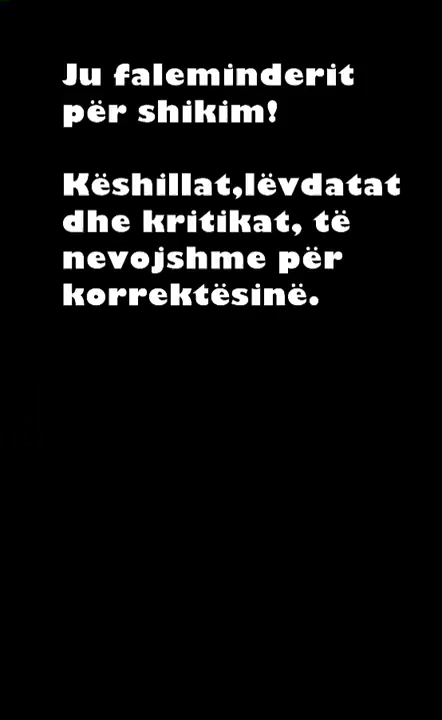 Ju faleminderit
për shikim!
Këshillat,lëvdatat
dhe kritikat, të
nevojshme për
korrektësinë.